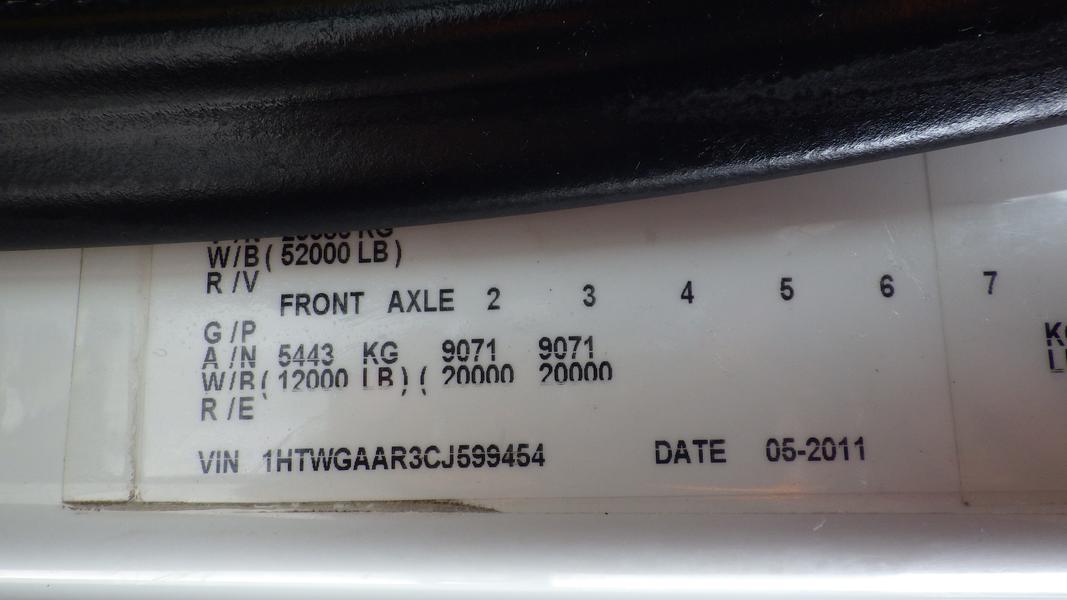 W/B ( 52000 LB )
R /V
FRONT AXLE 2 3 4 5 6 7
G /P
A /N 5443 KG 9071 9071 KG
W/B ( 12000 LB ) ( 20000 20000
R /E
VIN 1HTWGAAR3CJ599454 DATE 05-2011